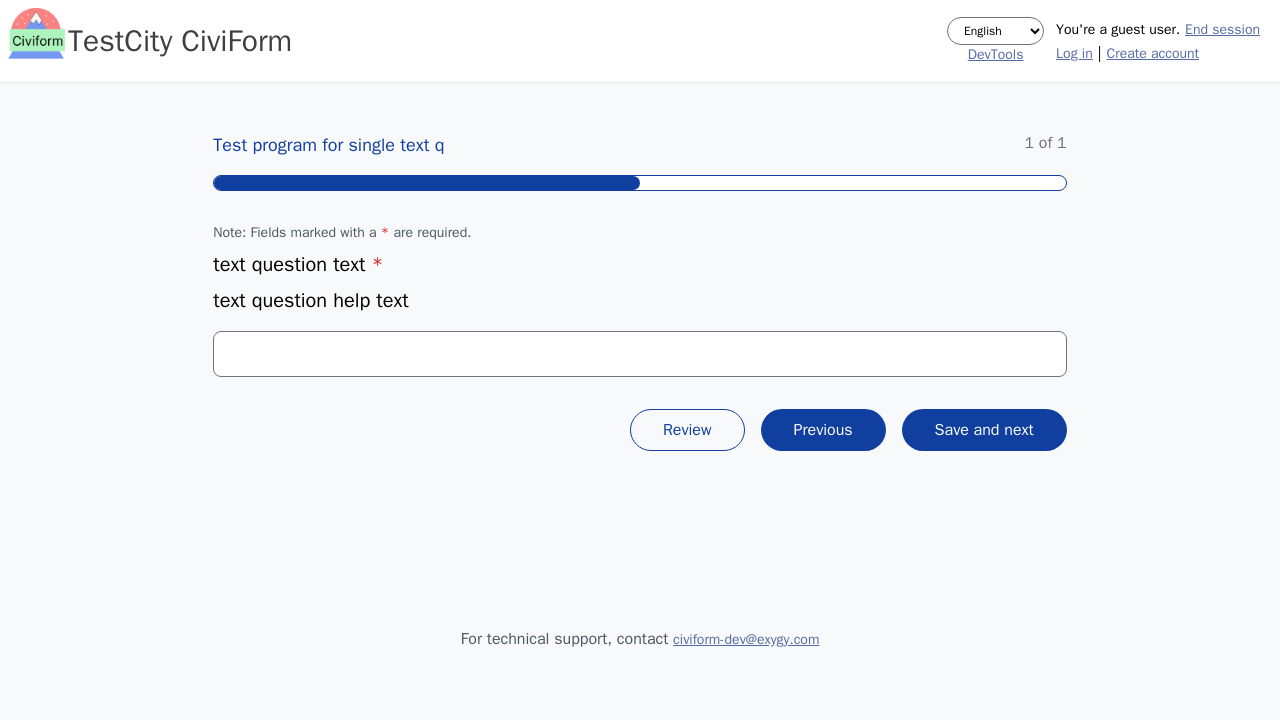 Civiform
TestCity CiviForm
English
DevTools
You're a guest user. End session
Log in | Create account
Test program for single text q
1 of 1
Note: Fields marked with a * are required.
text question text *
text question help text
Review
Previous
Save and next
For technical support, contact civiform-dev@exygy.com